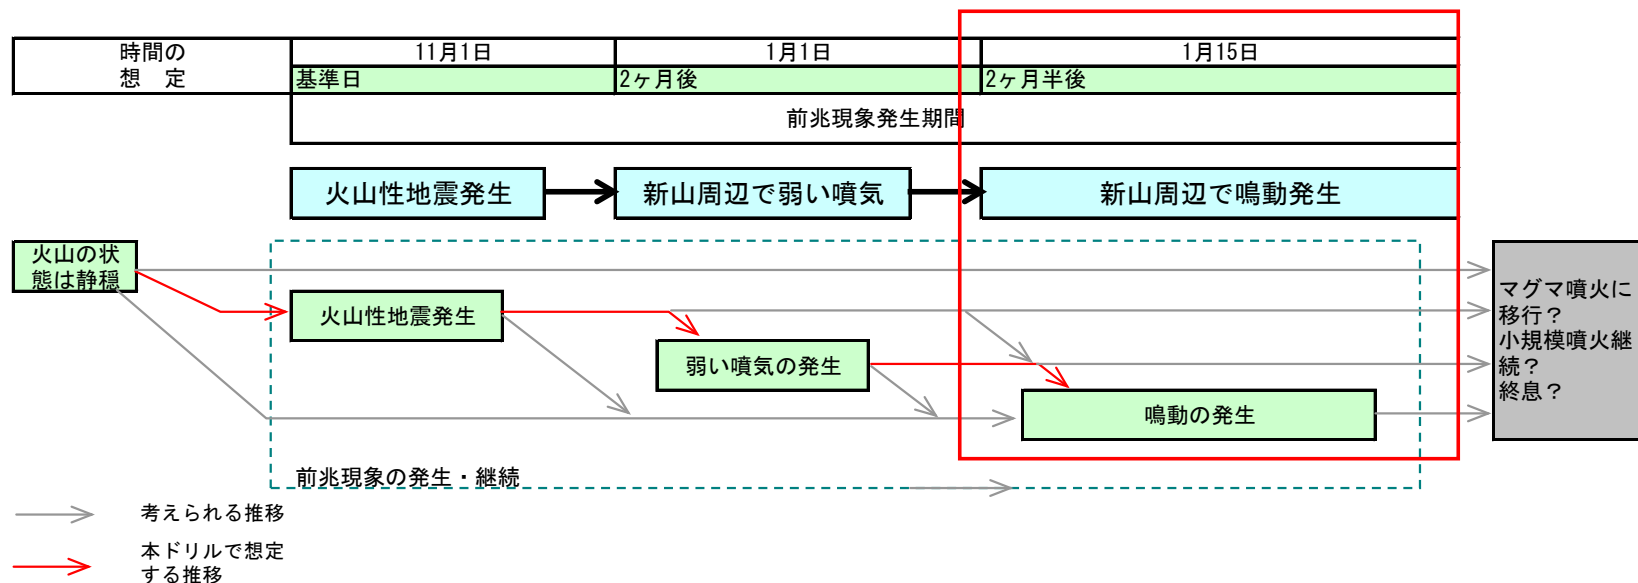 時間の
想　定
11月1日
1月1日
1月15日
基準日
2ヶ月後
2ヶ月半後
前兆現象発生期間
火山性地震発生
新山周辺で弱い噴気
新山周辺で鳴動発生
火山の状
態は静穏
火山性地震発生
弱い噴気の発生
鳴動の発生
マグマ噴火に
移行？
小規模噴火継
続？
終息？
前兆現象の発生・継続
考えられる推移
本ドリルで想定
する推移